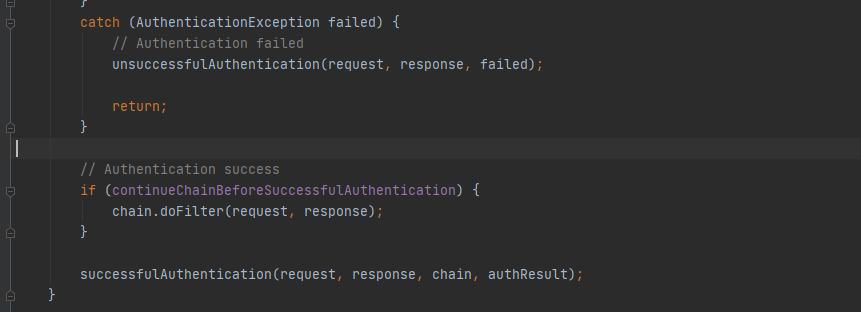 }
catch (AuthenticationException failed) {
// Authentication failed
unsuccessfulAuthentication(request, response, failed);
return;
}
// Authentication success
if (continueChainBeforeSuccessfulAuthentication) {
chain.doFilter(request, response);
}
successfulAuthentication(request, response, chain, authResult);
}